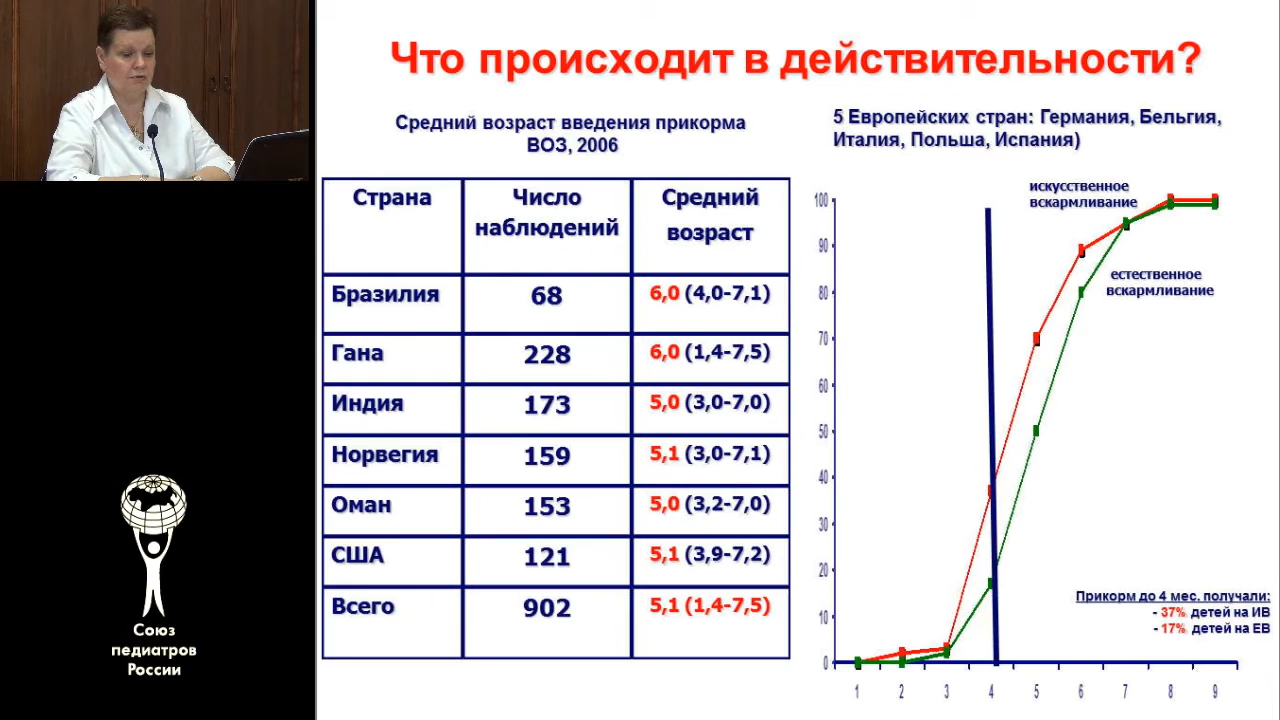 Что происходит в действительности?
Средний возраст введения прикорма
ВОЗ, 2006
Страна
Число
наблюдений
Средний
возраст
Бразилия
68
6,0 (4,0-7,1)
Гана
228
6,0 (1,4-7,5)
Индия
173
5,0 (3,0-7,0)
Норвегия
159
5,1 (3,0-7,1)
Оман
153
5,0 (3,2-7,0)
США
121
5,1 (3,9-7,2)
Всего
902
5,1 (1,4-7,5)
5 Европейских стран: Германия, Бельгия,
Италия, Польша, Испания)
искусственное
вскармливание
естественное
вскармливание
100
90
80
70
60
50
40
30
20
10
0
1 2 3 4 5 6 7 8 9
Прикорм до 4 мес. получали:
- 37% детей на ИВ
- 17% детей на ЕВ
Союз
педиатров
России